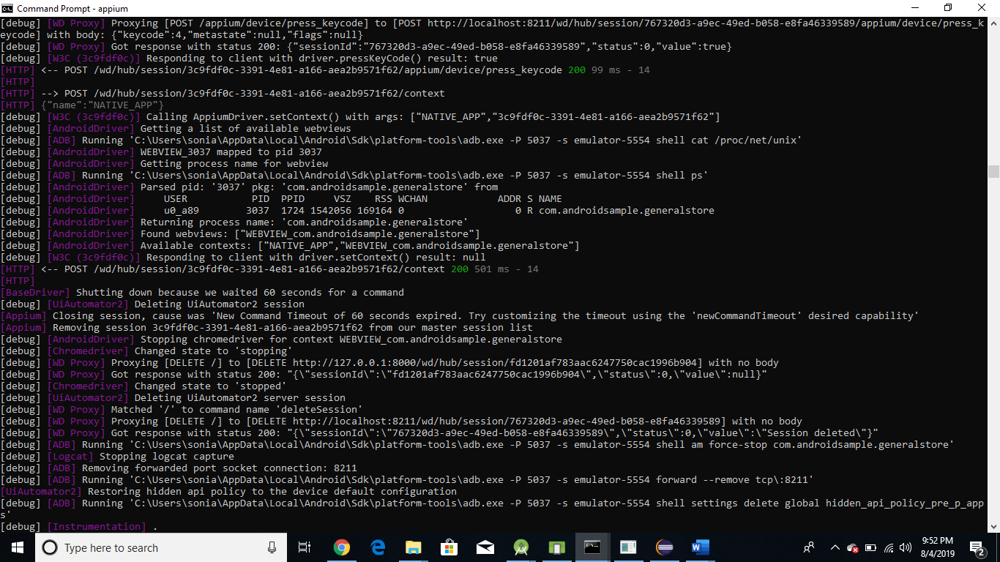 Command Prompt - appium
[debug] [WD Proxy] Proxying [POST /appium/device/press_keycode] to [POST http://localhost:8211/wd/hub/session/767320d3-a9ec-49ed-b058-e8fa46339589/appium/device/press_k
eycode] with body: {"keycode":4,"metastate":null,"flags":null}
[debug] [WD Proxy] Got response with status 200: {"sessionId":"767320d3-a9ec-49ed-b058-e8fa46339589","status":0,"value":true}
[debug] [W3C (3c9fdf0c)] Responding to client with driver.pressKeyCode() result: true
[HTTP] <-- POST /wd/hub/session/3c9fdf0c-3391-4e81-a166-aea2b9571f62/appium/device/press_keycode 200 99 ms - 14
[HTTP]
[HTTP] --> POST /wd/hub/session/3c9fdf0c-3391-4e81-a166-aea2b9571f62/context
[HTTP] {"name":"NATIVE_APP"}
[debug] [W3C (3c9fdf0c)] Calling AppiumDriver.setContext() with args: ["NATIVE_APP","3c9fdf0c-3391-4e81-a166-aea2b9571f62"]
[debug] [AndroidDriver] Getting a list of available webviews
[debug] [ADB] Running 'C:\Users\sonia\AppData\Local\Android\Sdk\platform-tools\adb.exe -P 5037 -s emulator-5554 shell cat /proc/net/unix'
[debug] [AndroidDriver] WEBVIEW_3037 mapped to pid 3037
[debug] [AndroidDriver] Getting process name for webview
[debug] [ADB] Running 'C:\Users\sonia\AppData\Local\Android\Sdk\platform-tools\adb.exe -P 5037 -s emulator-5554 shell ps'
[debug] [AndroidDriver] Parsed pid: '3037' pkg: 'com.androidsample.generalstore' from
[debug] [AndroidDriver]     USER           PID  PPID     VSZ    RSS WCHAN            ADDR S NAME
[debug] [AndroidDriver]     u0_a89        3037  1724 1542056 169164 0                   0 R com.androidsample.generalstore
[debug] [AndroidDriver] Returning process name: 'com.androidsample.generalstore'
[debug] [AndroidDriver] Found webviews: ["WEBVIEW_com.androidsample.generalstore"]
[debug] [AndroidDriver] Available contexts: ["NATIVE_APP","WEBVIEW_com.androidsample.generalstore"]
[debug] [W3C (3c9fdf0c)] Responding to client with driver.setContext() result: null
[HTTP] <-- POST /wd/hub/session/3c9fdf0c-3391-4e81-a166-aea2b9571f62/context 200 501 ms - 14
[HTTP]
[BaseDriver] Shutting down because we waited 60 seconds for a command
[debug] [UiAutomator2] Deleting UiAutomator2 session
[Appium] Closing session, cause was 'New Command Timeout of 60 seconds expired. Try customizing the timeout using the 'newCommandTimeout' desired capability'
[Appium] Removing session 3c9fdf0c-3391-4e81-a166-aea2b9571f62 from our master session list
[debug] [AndroidDriver] Stopping chromedriver for context WEBVIEW_com.androidsample.generalstore
[debug] [Chromedriver] Changed state to 'stopping'
[debug] [WD Proxy] Proxying [DELETE /] to [DELETE http://127.0.0.1:8000/wd/hub/session/fd1201af783aac6247750cac1996b904] with no body
[debug] [WD Proxy] Got response with status 200: "{\"sessionId\":\"fd1201af783aac6247750cac1996b904\",\"status\":0,\"value\":null}"
[debug] [Chromedriver] Changed state to 'stopped'
[debug] [UiAutomator2] Deleting UiAutomator2 server session
[debug] [WD Proxy] Matched '/' to command name 'deleteSession'
[debug] [WD Proxy] Proxying [DELETE /] to [DELETE http://localhost:8211/wd/hub/session/767320d3-a9ec-49ed-b058-e8fa46339589] with no body
[debug] [WD Proxy] Got response with status 200: "{\"sessionId\":\"767320d3-a9ec-49ed-b058-e8fa46339589\",\"status\":0,\"value\":\"Session deleted\"}"
[debug] [ADB] Running 'C:\Users\sonia\AppData\Local\Android\Sdk\platform-tools\adb.exe -P 5037 -s emulator-5554 shell am force-stop com.androidsample.generalstore'
[debug] [Logcat] Stopping logcat capture
[debug] [ADB] Removing forwarded port socket connection: 8211
[debug] [ADB] Running 'C:\Users\sonia\AppData\Local\Android\Sdk\platform-tools\adb.exe -P 5037 -s emulator-5554 forward --remove tcp\:8211'
[UiAutomator2] Restoring hidden api policy to the device default configuration
[debug] [ADB] Running 'C:\Users\sonia\AppData\Local\Android\Sdk\platform-tools\adb.exe -P 5037 -s emulator-5554 shell settings delete global hidden_api_policy_pre_p_app
s'
[debug] [Instrumentation] .
Type here to search
9:52 PM
8/4/2019
2